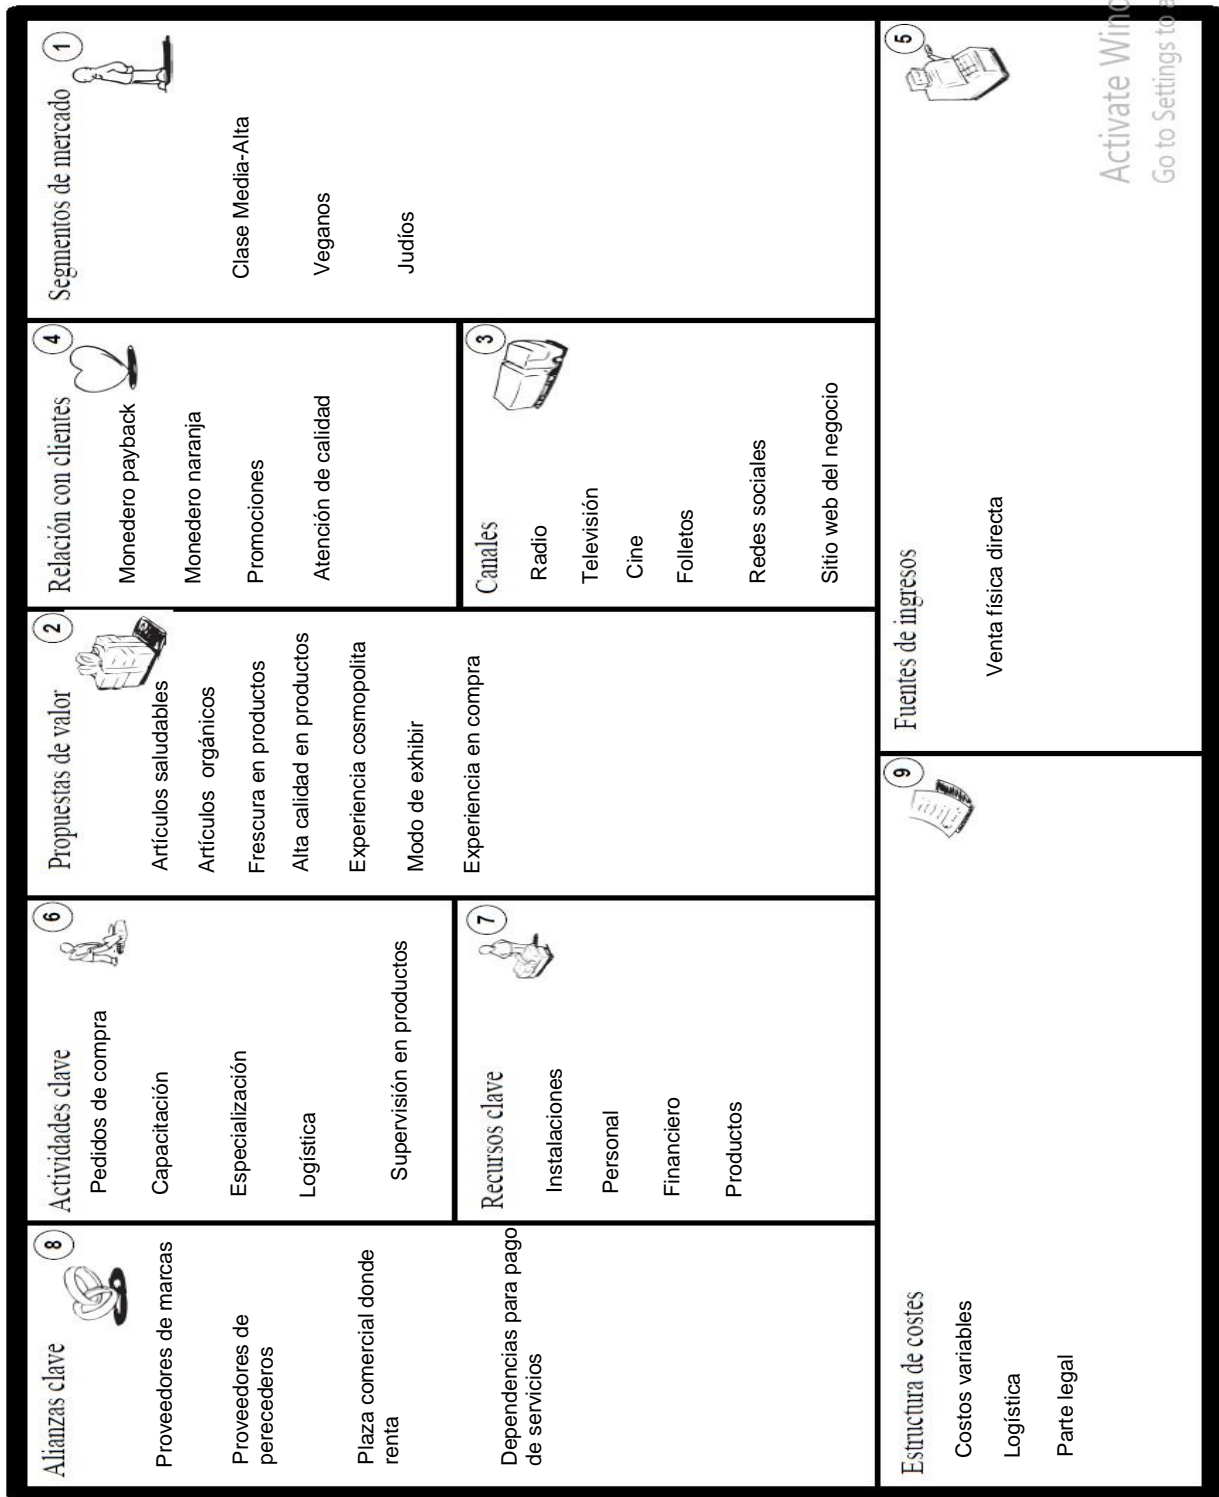 Alianzas clave
8
Proveedores de marcas
Proveedores de
perecederos
Plaza comercial donde
renta
Dependencias para pago
de servicios
Actividades clave
6
Pedidos de compra
Capacitación
Especialización
Logística
Supervisión en productos
Recursos clave
7
Instalaciones
Personal
Financiero
Productos
Propuestas de valor
2
Artículos saludables
Artículos orgánicos
Frescura en productos
Alta calidad en productos
Experiencia cosmopolita
Modo de exhibir
Experiencia en compra
Relación con clientes
4
Monedero payback
Monedero naranja
Promociones
Atención de calidad
Canales
3
Radio
Televisión
Cine
Folletos
Redes sociales
Sitio web del negocio
Segmentos de mercado
1
Clase Media-Alta
Veganos
Judíos
Estructura de costes
9
Costos variables
Logística
Parte legal
Fuentes de ingresos
5
Venta física directa
Activate
Go to Settings to